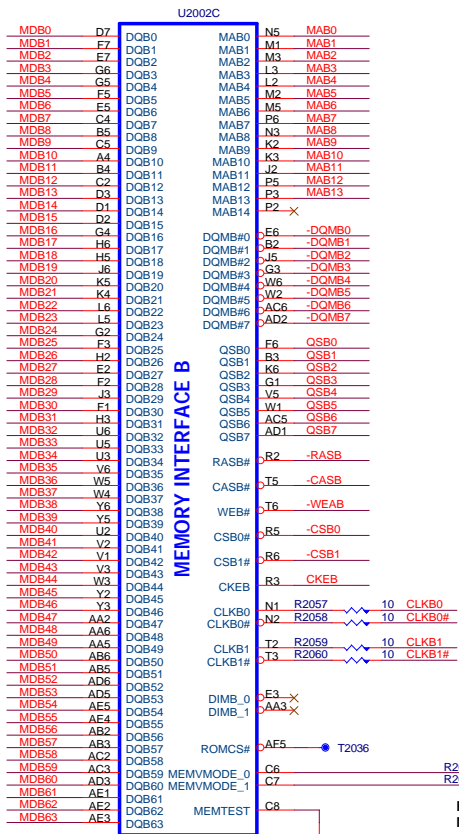 U2002C
MDB0 D7 DQB0
MDB1 F7 DQB1
MDB2 E7 DQB2
MDB3 G6 DQB3
MDB4 G5 DQB4
MDB5 F5 DQB5
MDB6 E5 DQB6
MDB7 C4 DQB7
MDB8 B5 DQB8
MDB9 C5 DQB9
MDB10 A4 DQB10
MDB11 B4 DQB11
MDB12 C2 DQB12
MDB13 D3 DQB13
MDB14 D1 DQB14
MDB15 D2 DQB15
MDB16 G4 DQB16
MDB17 H6 DQB17
MDB18 H5 DQB18
MDB19 J6 DQB19
MDB20 K5 DQB20
MDB21 K4 DQB21
MDB22 L6 DQB22
MDB23 L5 DQB23
MDB24 G2 DQB24
MDB25 F3 DQB25
MDB26 H2 DQB26
MDB27 E2 DQB27
MDB28 F2 DQB28
MDB29 J3 DQB29
MDB30 F1 DQB30
MDB31 H3 DQB31
MDB32 U6 DQB32
MDB33 U5 DQB33
MDB34 U3 DQB34
MDB35 V6 DQB35
MDB36 W5 DQB36
MDB37 W4 DQB37
MDB38 Y6 DQB38
MDB39 Y5 DQB39
MDB40 U2 DQB40
MDB41 V2 DQB41
MDB42 V1 DQB42
MDB43 V3 DQB43
MDB44 W3 DQB44
MDB45 Y2 DQB45
MDB46 Y3 DQB46
MDB47 AA2 DQB47
MDB48 AA6 DQB48
MDB49 AA5 DQB49
MDB50 AB6 DQB50
MDB51 AB5 DQB51
MDB52 AD6 DQB52
MDB53 AD5 DQB53
MDB54 AE5 DQB54
MDB55 AE4 DQB55
MDB56 AB2 DQB56
MDB57 AB3 DQB57
MDB58 AC2 DQB58
MDB59 AC3 DQB59
MDB60 AD3 DQB60
MDB61 AE1 DQB61
MDB62 AE2 DQB62
MDB63 AE3 DQB63
MEMORY INTERFACE B
MAB0 N5 MAB0
MAB1 M1 MAB1
MAB2 M3 MAB2
MAB3 L3 MAB3
MAB4 L2 MAB4
MAB5 M2 MAB5
MAB6 M5 MAB6
MAB7 P6 MAB7
MAB8 N3 MAB8
MAB9 K2 MAB9
MAB10 K3 MAB10
MAB11 J2 MAB11
MAB12 P5 MAB12
MAB13 P3 MAB13
MAB14 P2
DQMB#0 E6 -DQMB0
DQMB#1 B2 -DQMB1
DQMB#2 J5 -DQMB2
DQMB#3 G3 -DQMB3
DQMB#4 W6 -DQMB4
DQMB#5 W2 -DQMB5
DQMB#6 AC6 -DQMB6
DQMB#7 AD2 -DQMB7
QSB0 F6 QSB0
QSB1 B3 QSB1
QSB2 K6 QSB2
QSB3 G1 QSB3
QSB4 V5 QSB4
QSB5 W1 QSB5
QSB6 AC5 QSB6
QSB7 AD1 QSB7
RASB# R2 -RASB
CASB# T5 -CASB
WEB# T6 -WEAB
CSB0# R5 -CSB0
CSB1# R6 -CSB1
CKEB R3 CKEB
CLKB0 N1 R2057 10 CLKB0
CLKB0# N2 R2058 10 CLKB0#
CLKB1 T2 R2059 10 CLKB1
CLKB1# T3 R2060 10 CLKB1#
DIMB_0 E3
DIMB_1 AA3
ROMCS# AF5 T2036
MEMVMODE_0 C6
MEMVMODE_1 C7
MEMTEST C8